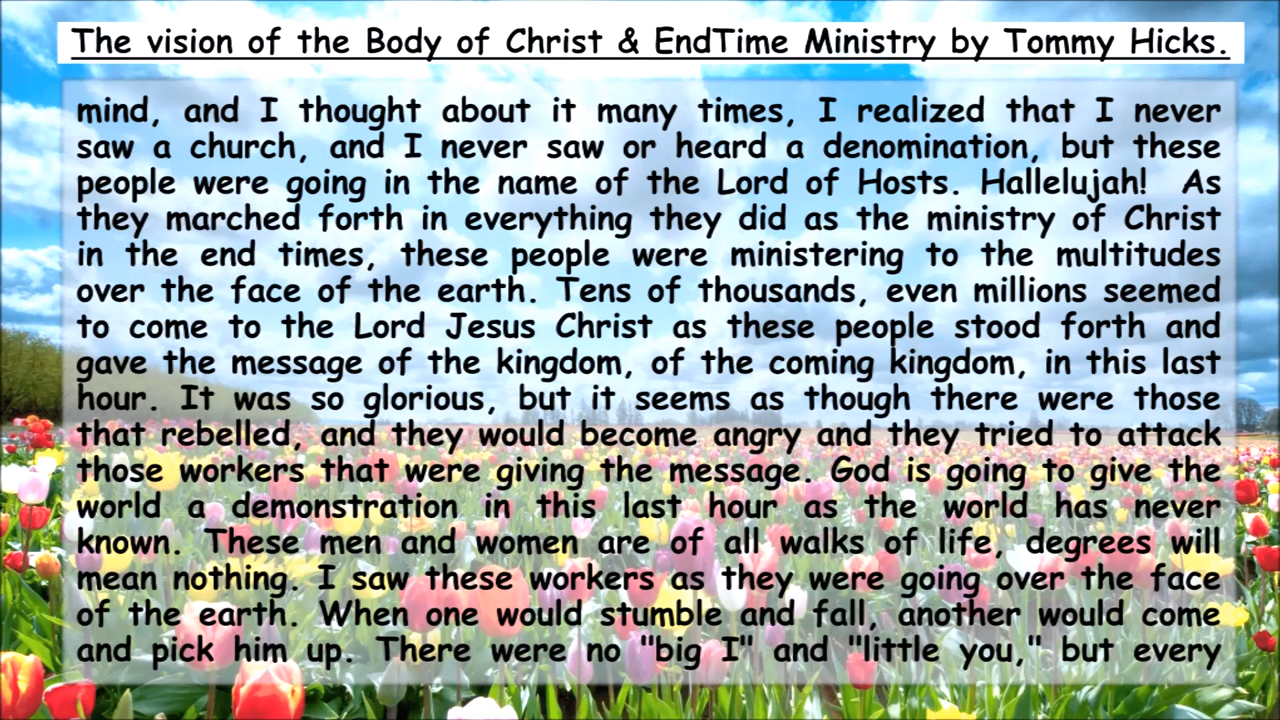 The vision of the Body of Christ & EndTime Ministry by Tommy Hicks.
mind, and I thought about it many times, I realized that I never
saw a church, and I never saw or heard a denomination, but these
people were going in the name of the Lord of Hosts. Hallelujah! As
they marched forth in everything they did as the ministry of Christ
in the end times, these people were ministering to the multitudes
over the face of the earth. Tens of thousands, even millions seemed
to come to the Lord Jesus Christ as these people stood forth and
gave the message of the kingdom, of the coming kingdom, in this last
hour. It was so glorious, but it seems as though there were those
that rebelled, and they would become angry and they tried to attack
those workers that were giving the message. God is going to give the
world a demonstration in this last hour as the world has never
known. These men and women are of all walks of life, degrees will
mean nothing. I saw these workers as they were going over the face
of the earth. When one would stumble and fall, another would come
and pick him up. There were no "big I" and "little you," but every